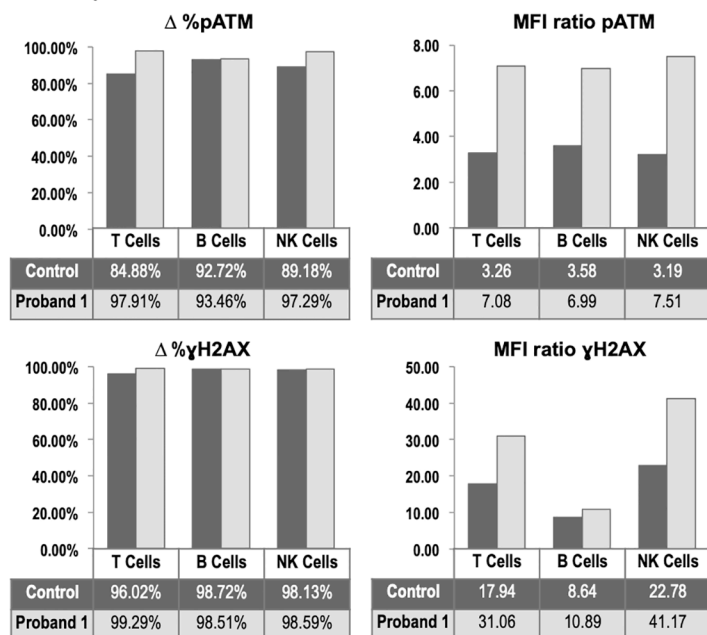 Δ %pATM
100.00%
80.00%
60.00%
40.00%
20.00%
0.00%
T Cells B Cells NK Cells
Control 84.88% 92.72% 89.18%
Proband 1 97.91% 93.46% 97.29%
MFI ratio pATM
8.00
6.00
4.00
2.00
0.00
T Cells B Cells NK Cells
Control 3.26 3.58 3.19
Proband 1 7.08 6.99 7.51
Δ %ɣH2AX
100.00%
80.00%
60.00%
40.00%
20.00%
0.00%
T Cells B Cells NK Cells
Control 96.02% 98.72% 98.13%
Proband 1 99.29% 98.51% 98.59%
MFI ratio ɣH2AX
50.00
40.00
30.00
20.00
10.00
0.00
T Cells B Cells NK Cells
Control 17.94 8.64 22.78
Proband 1 31.06 10.89 41.17